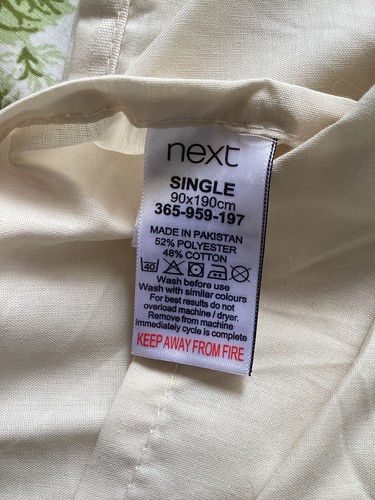 next
SINGLE
90x190cm
365-959-197
MADE IN PAKISTAN
52% POLYESTER
48% COTTON
40
Wash before use
Wash with similar colours
For best results do not
overload machine / dryer.
Remove from machine
immediately cycle is complete
KEEP AWAY FROM FIRE